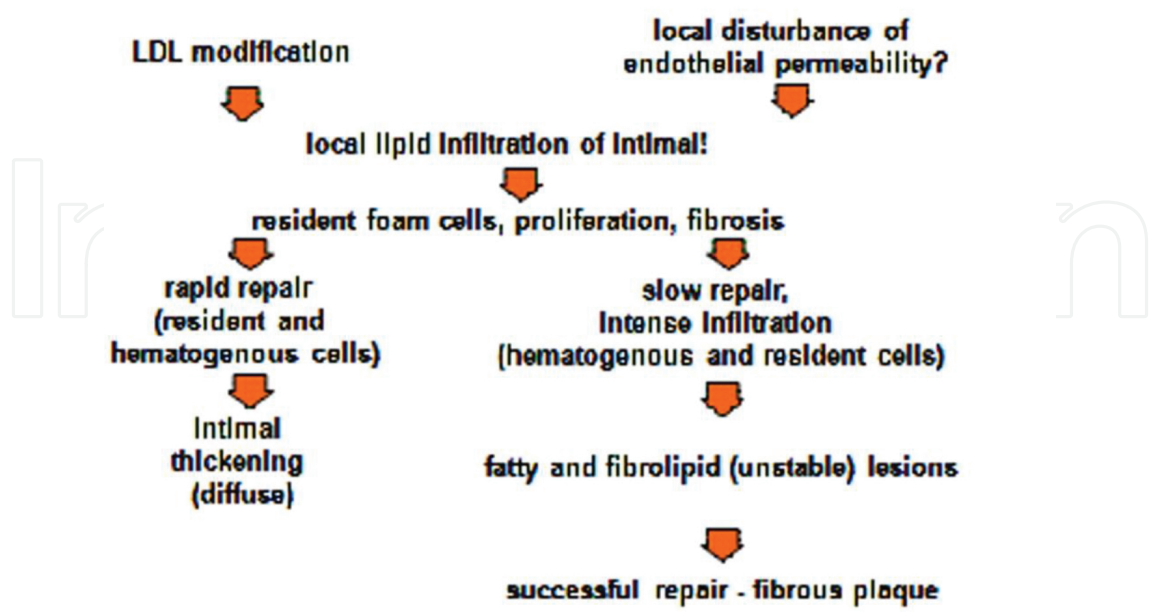 LDL modification
local disturbance of
endothelial permeability?
local lipid infiltration of intimal!
resident foam cells, proliferation, fibrosis
rapid repair
(resident and
hematogenous cells)
slow repair,
intense infiltration
(hematogenous and resident cells)
intimal
thickening
(diffuse)
fatty and fibrolipid (unstable) lesions
successful repair - fibrous plaque